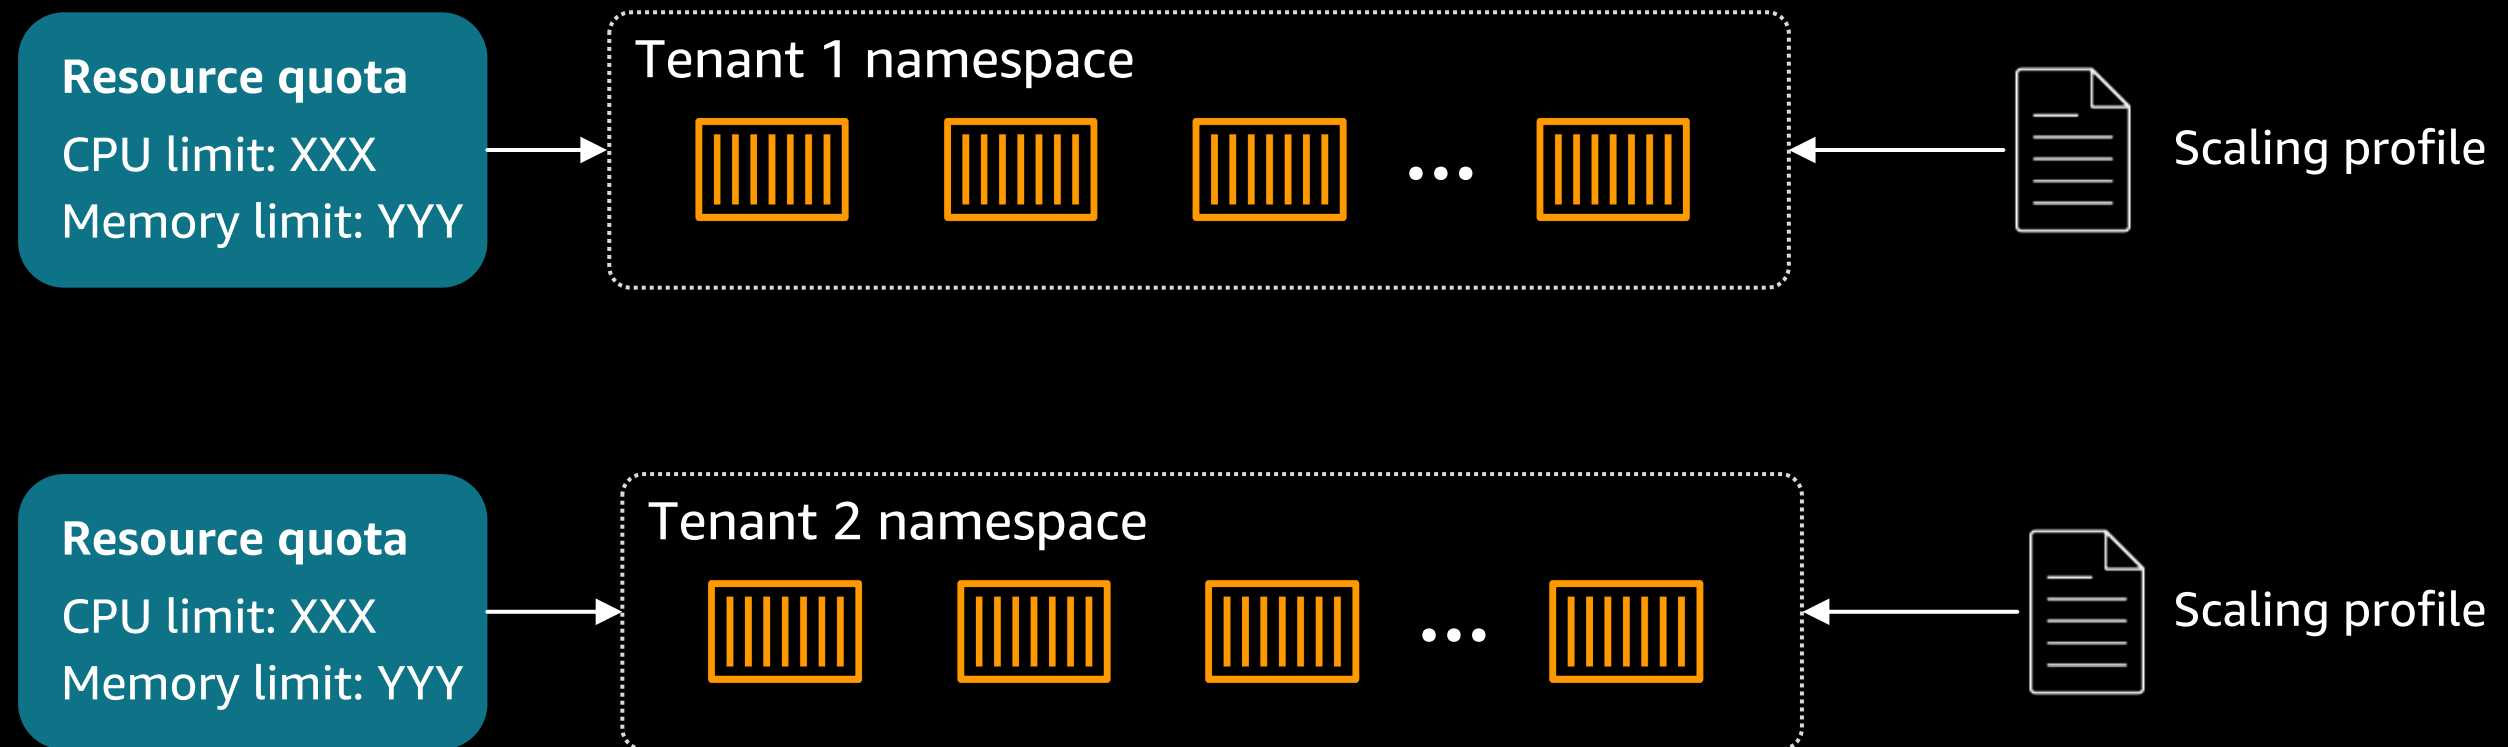 Resource quota
CPU limit: XXX
Memory limit: YYY
Tenant 1 namespace
Scaling profile
Resource quota
CPU limit: XXX
Memory limit: YYY
Tenant 2 namespace
Scaling profile